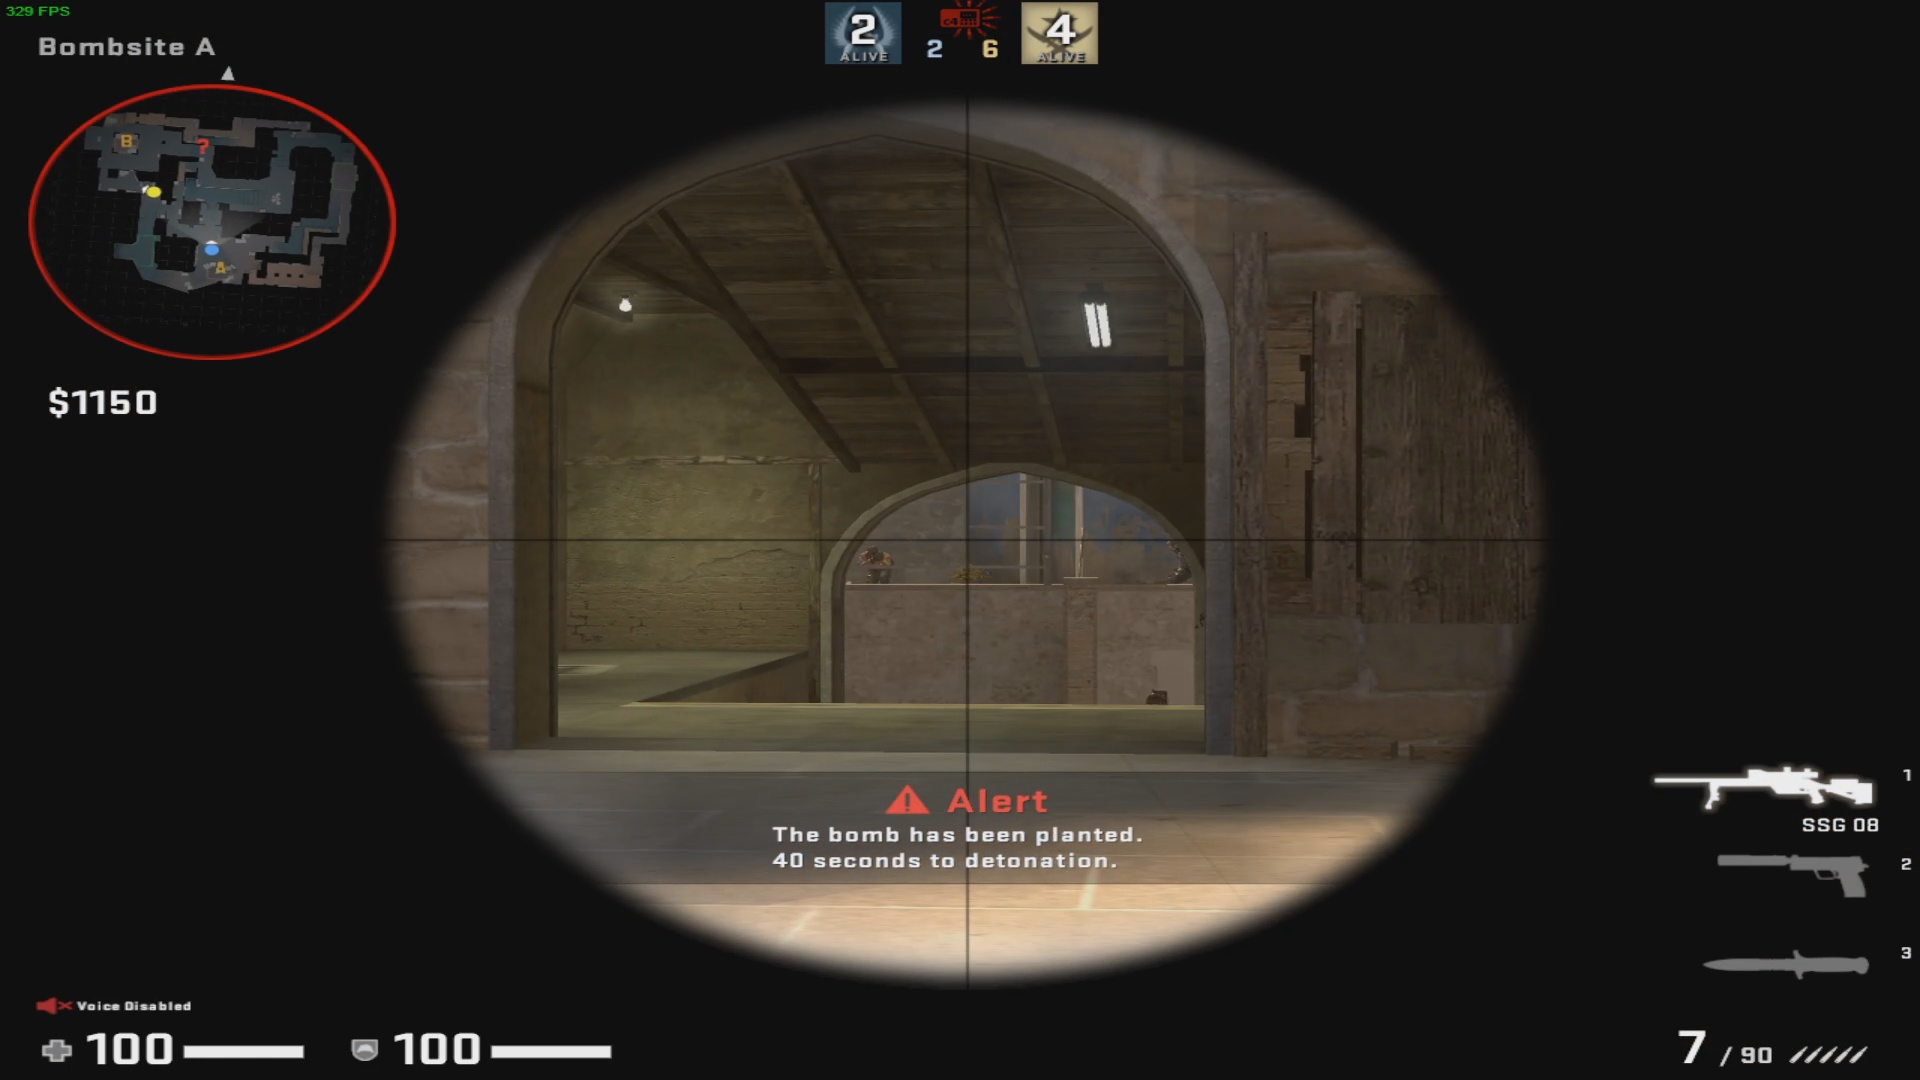 329 FPS
Bombsite A
2
ALIVE
2
6
4
ALIVE
B
?
A
$1150
Alert
The bomb has been planted.
40 seconds to detonation.
1
SSG 08
2
3
Voice Disabled
100
100
7 / 90